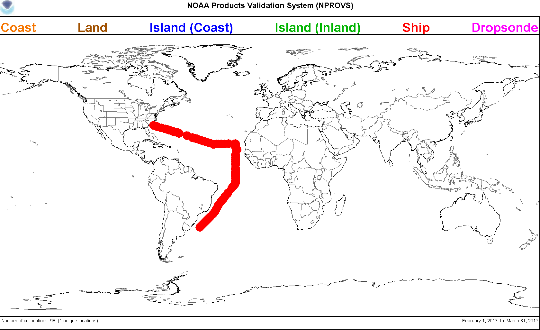 NOAA Products Validation System (NPROVS)
Coast Land Island (Coast) Island (Inland) Ship Dropsonde